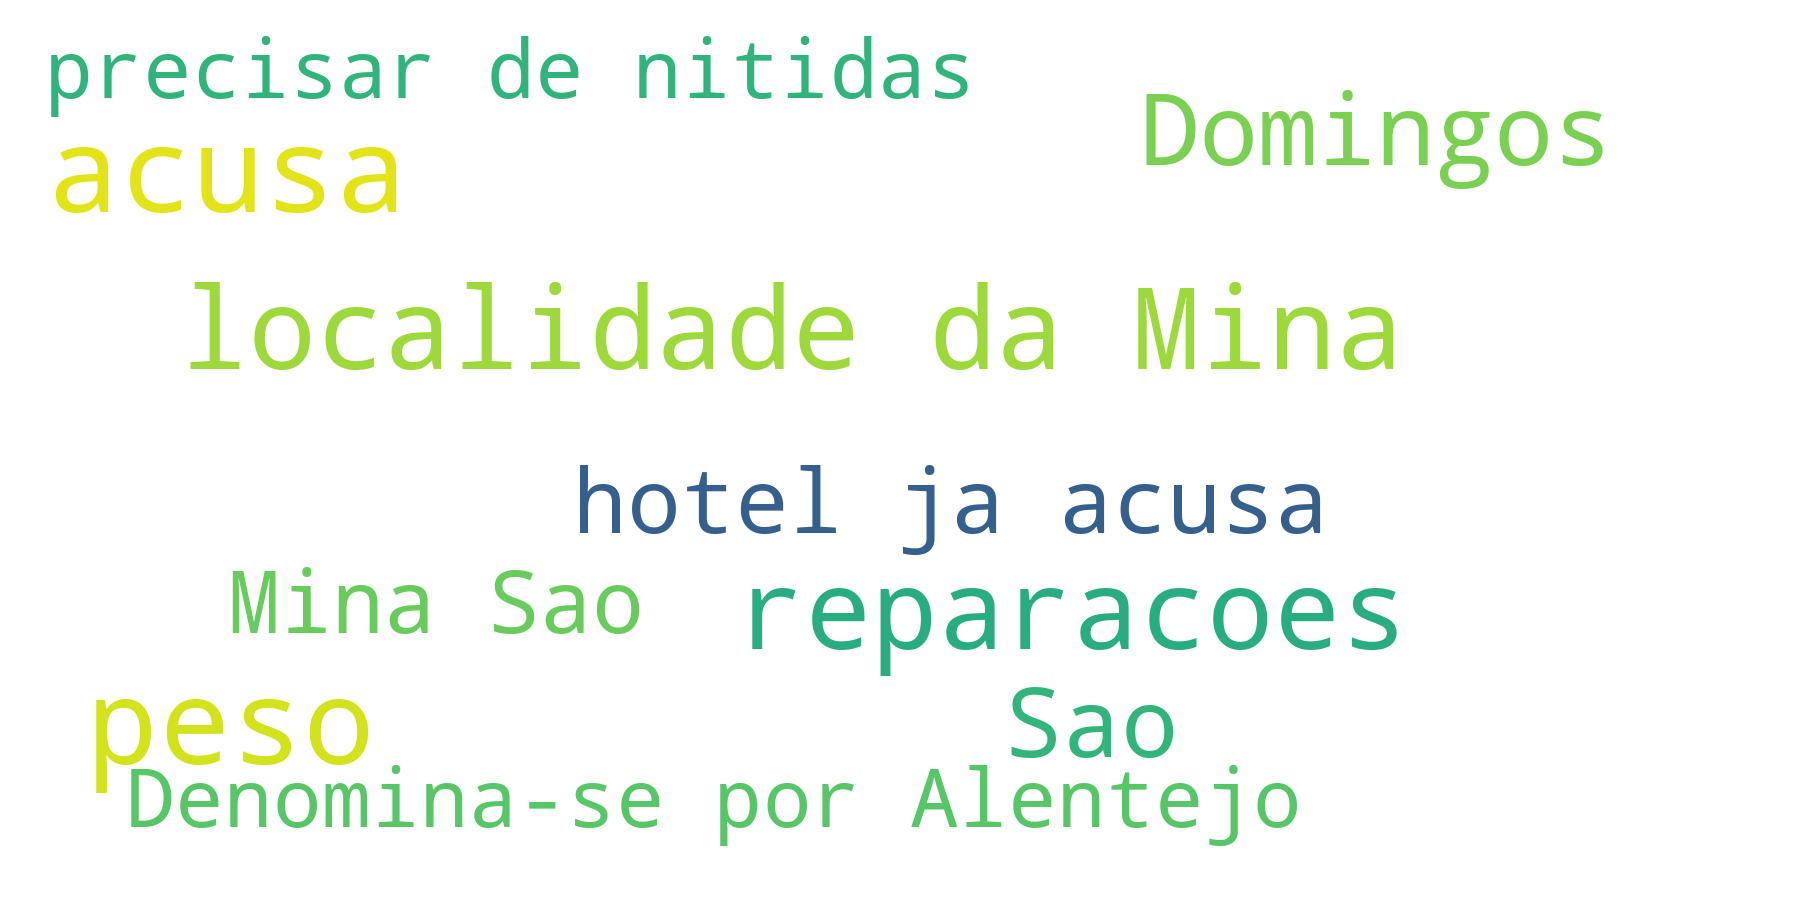 precisar de nitidas
Domingos
acusa
localidade da Mina
hotel ja acusa
Mina Sao
reparacoes
peso
Sao
Denomina-se por Alentejo